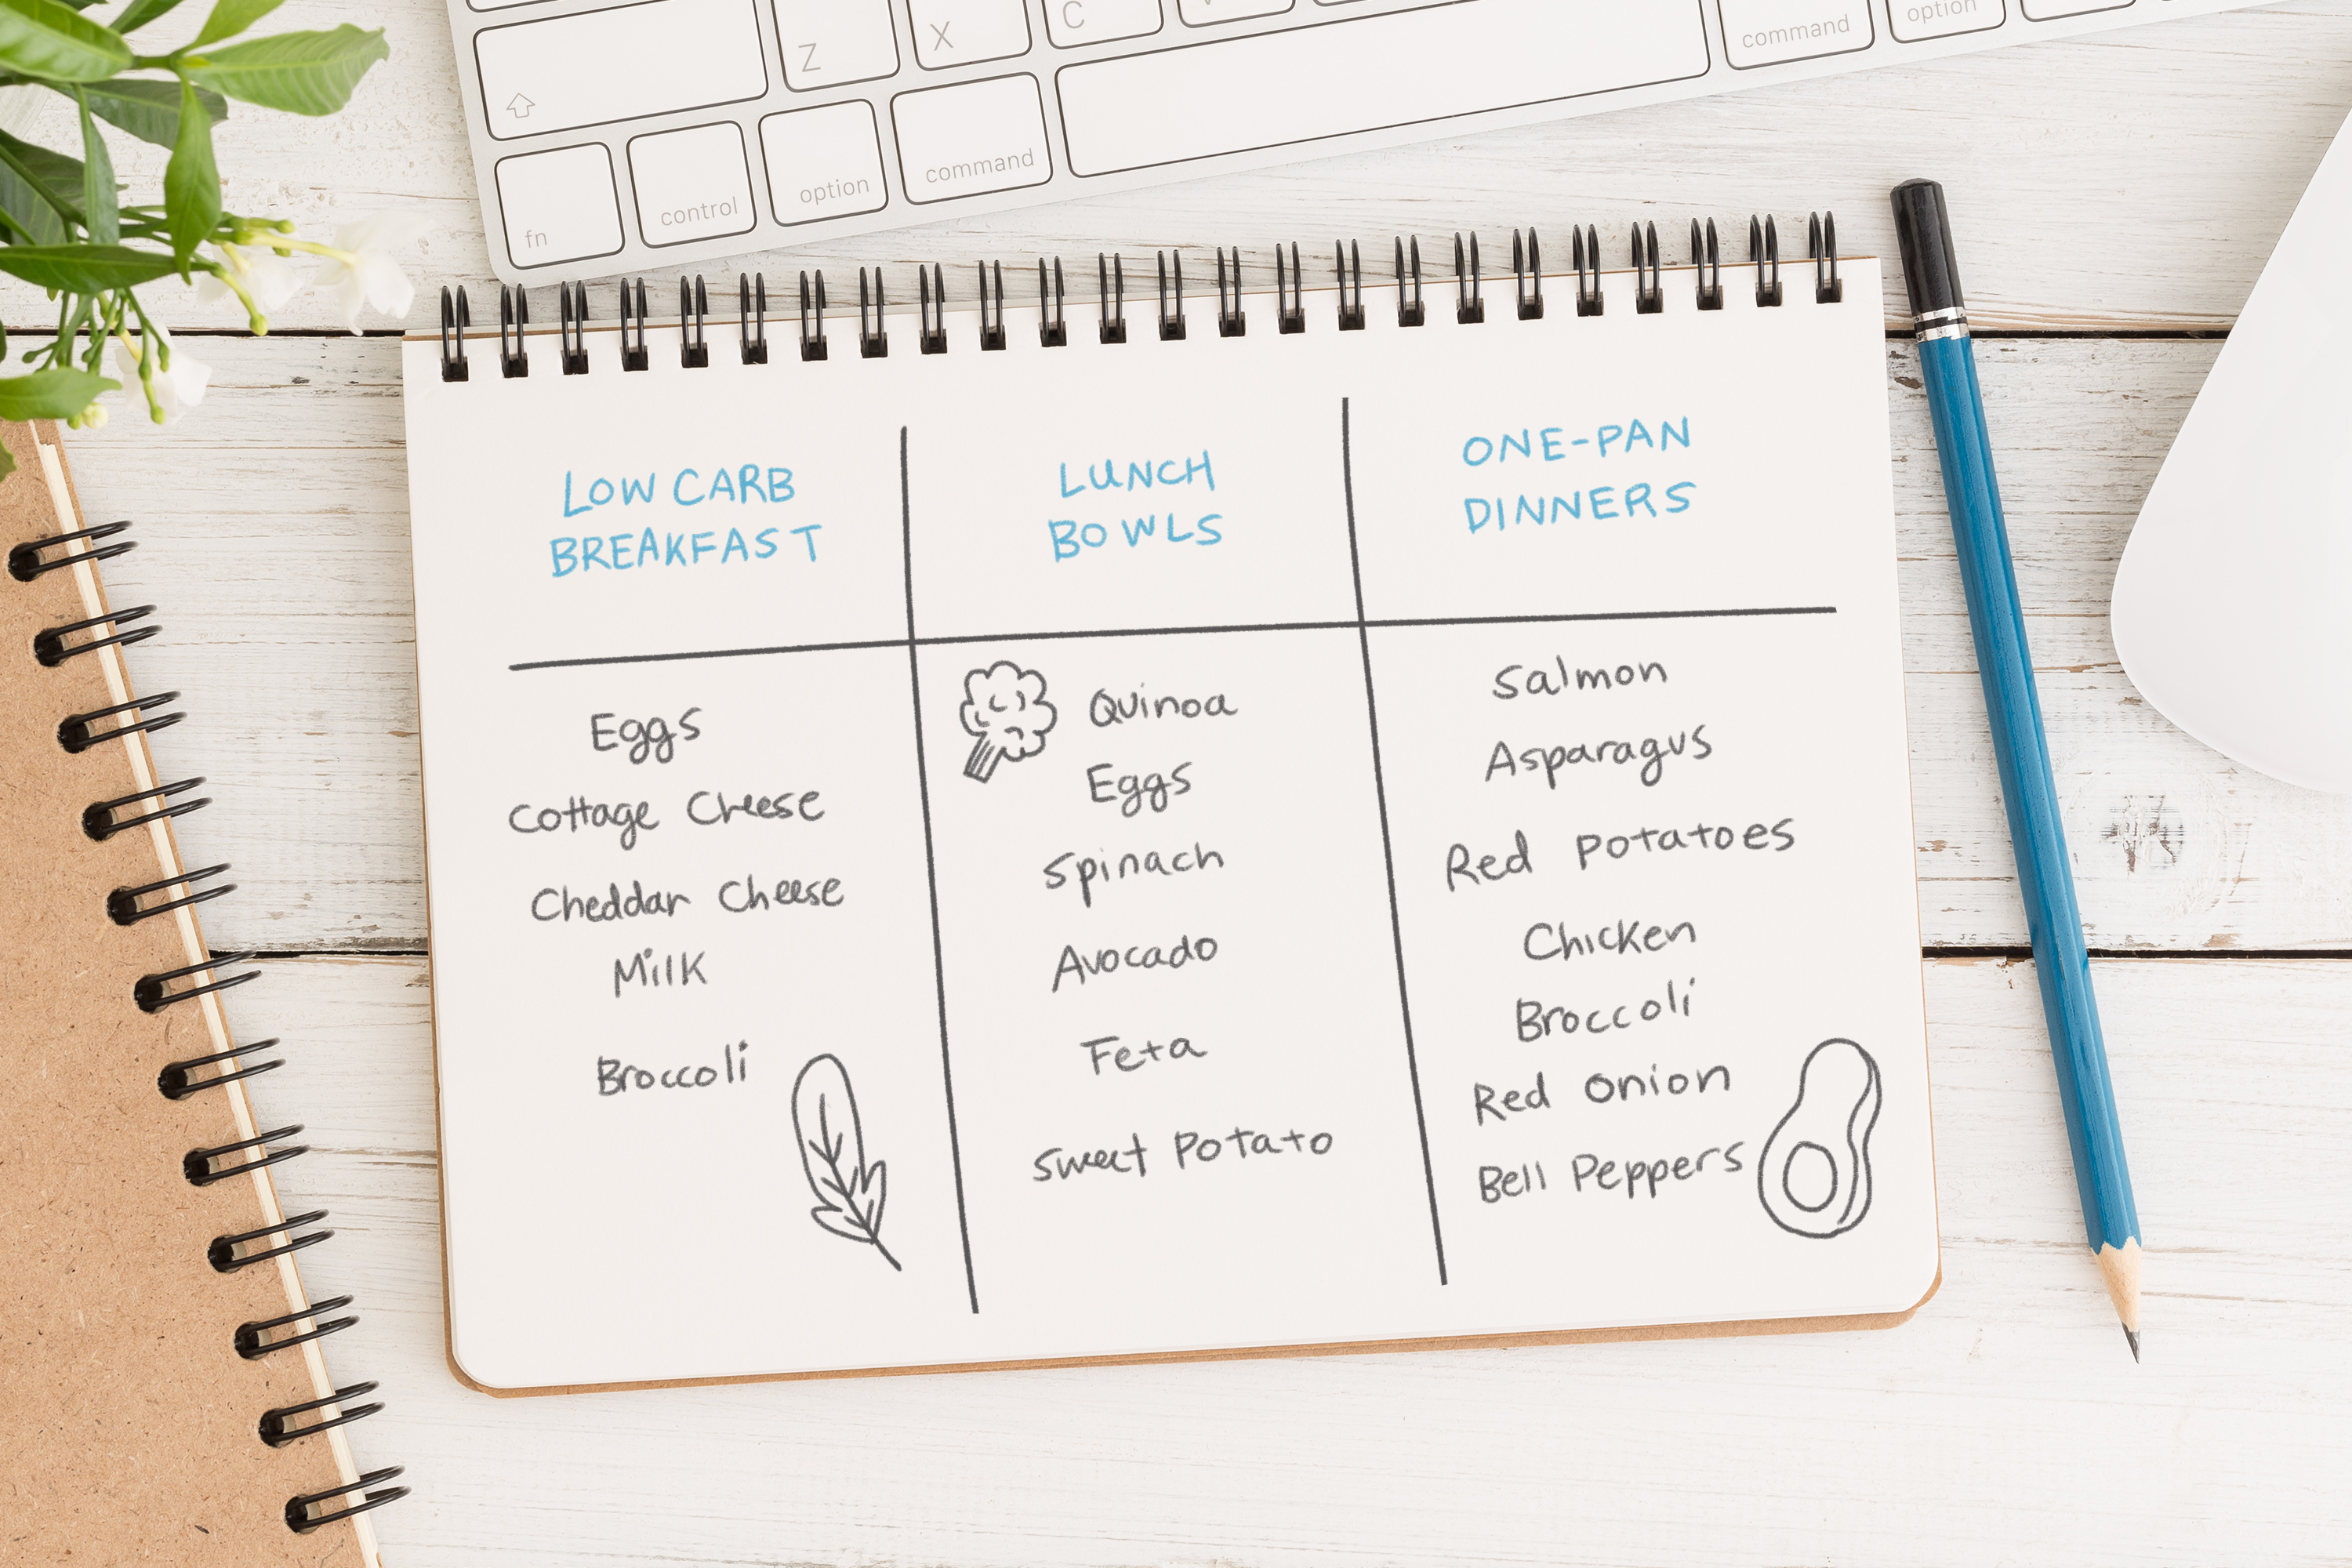 Z
X
C
command
option
fn
control
option
command
LOW CARB
BREAKFAST
Eggs
Cottage Cheese
Cheddar Cheese
Milk
Broccoli
LUNCH
BOWLS
Quinoa
Eggs
Spinach
Avocado
Feta
Sweet Potato
ONE-PAN
DINNERS
Salmon
Asparagus
Red Potatoes
Chicken
Broccoli
Red Onion
Bell Peppers